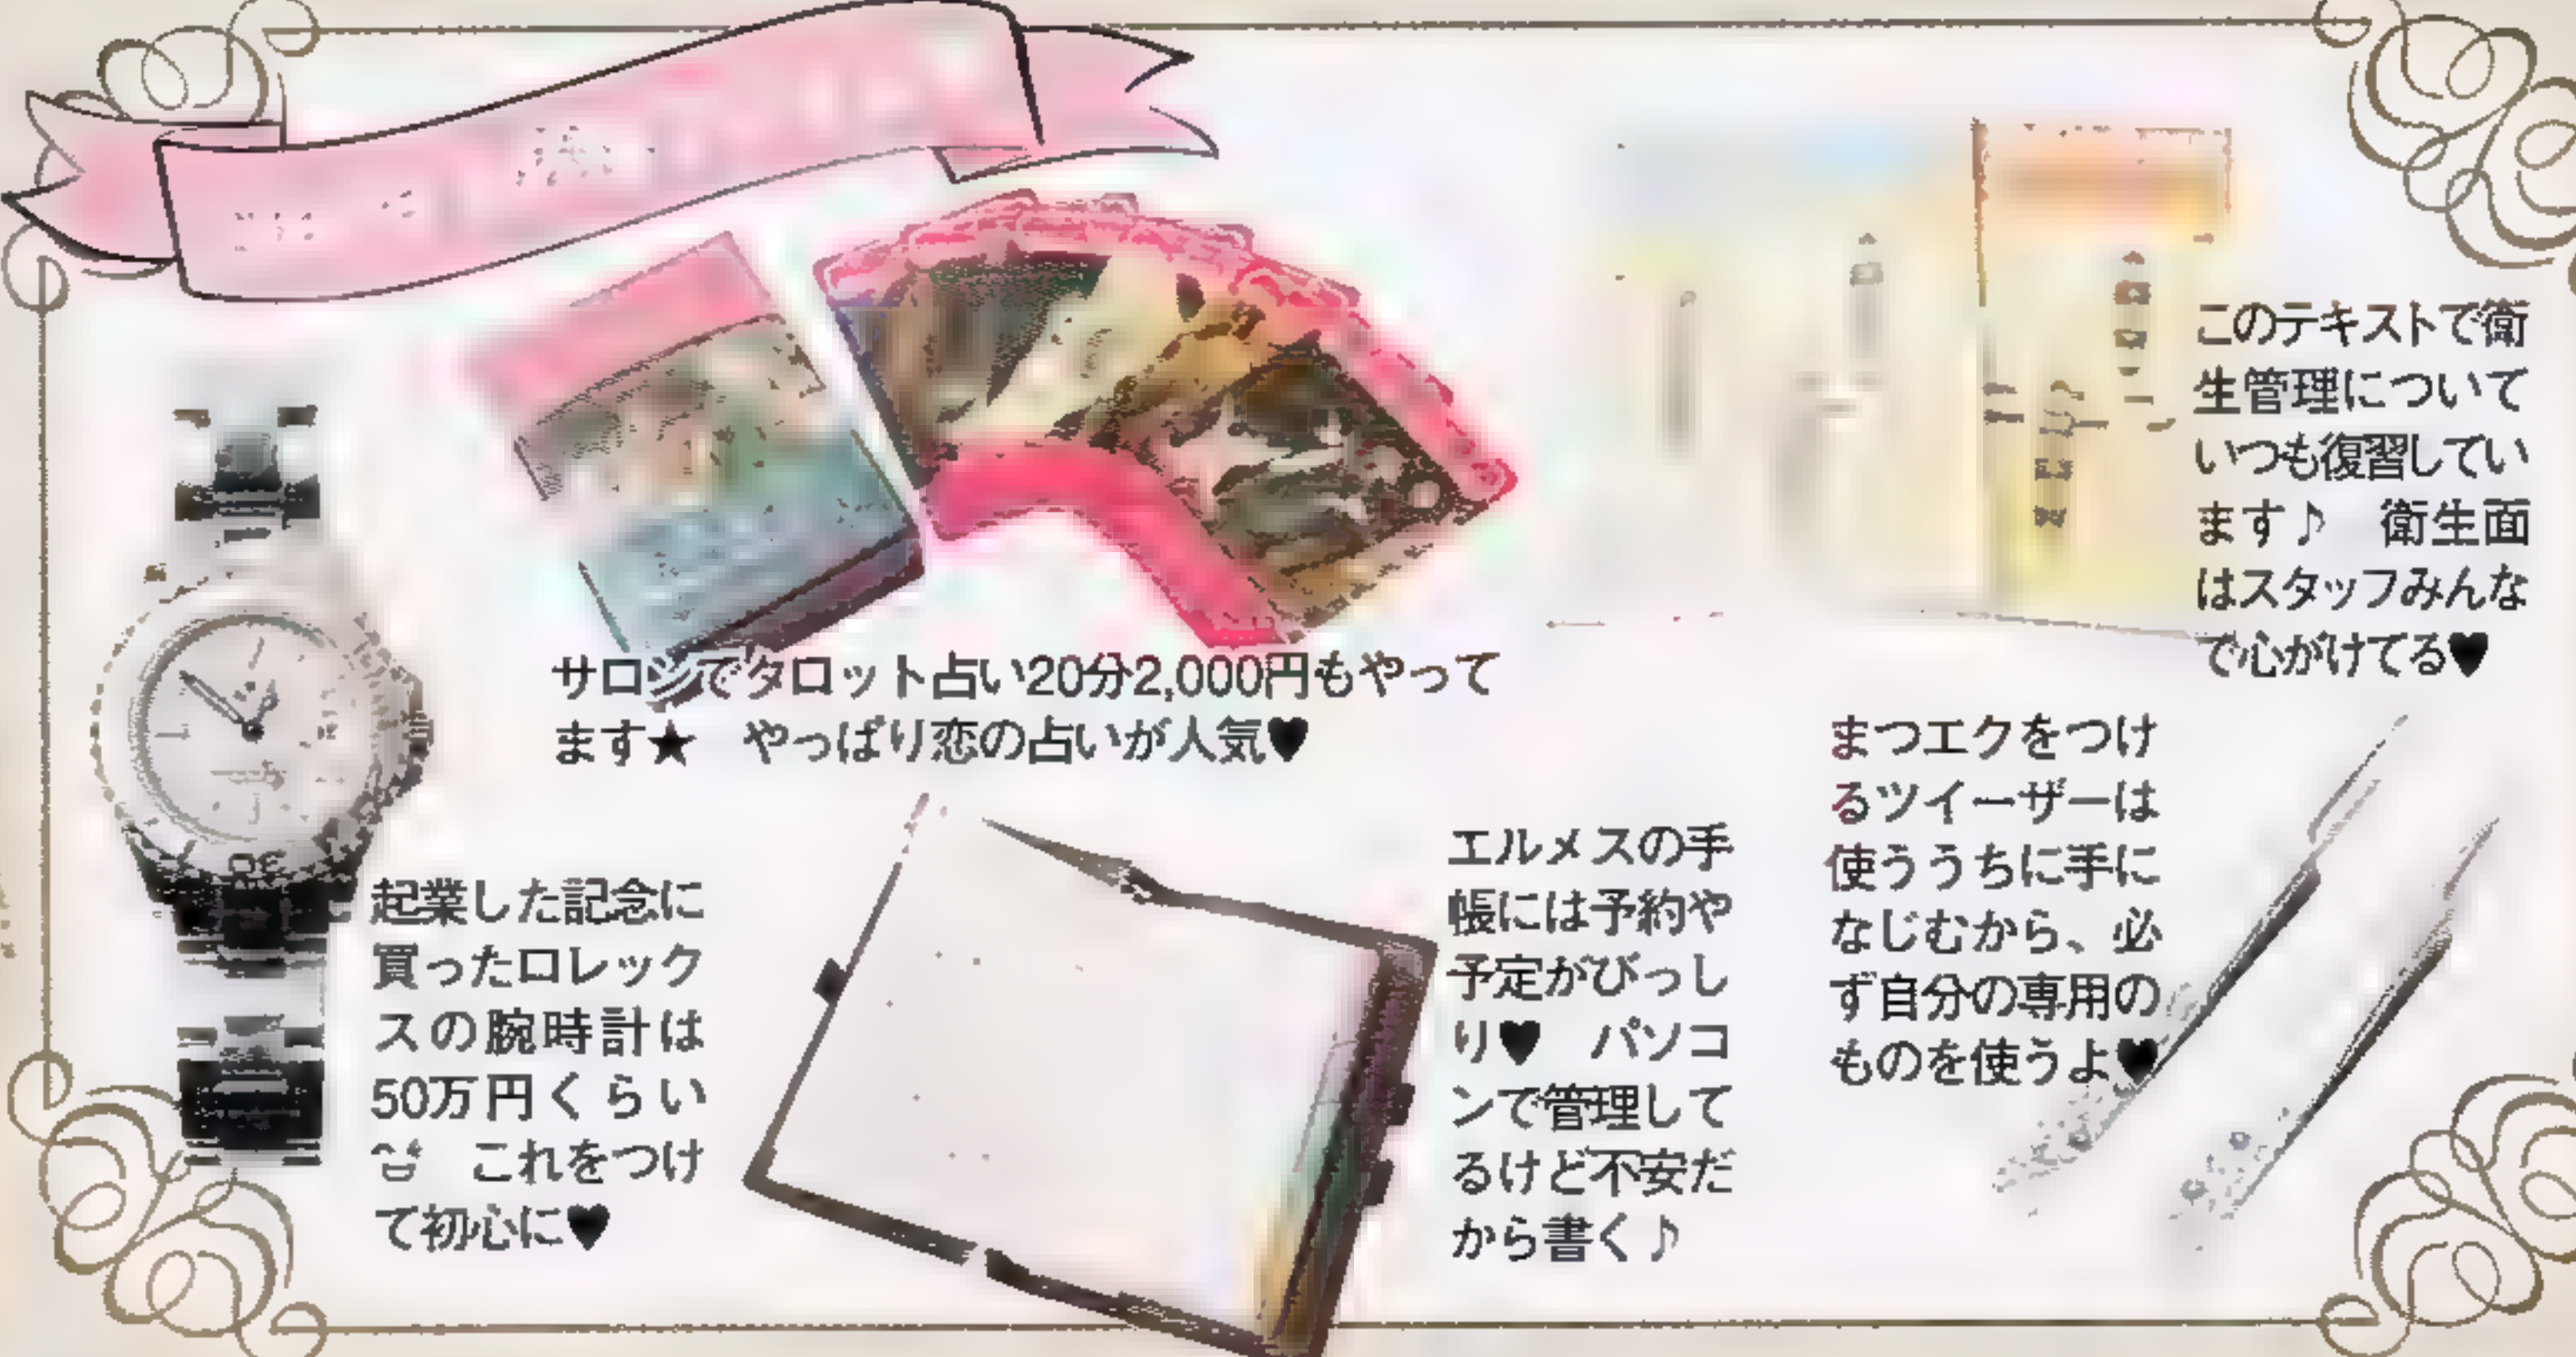 サロンでタロット占い20分2,000円もやって
ます★　やっぱり恋の占いが人気♥
このテキストで衛
生管理について
いつも復習してい
ます♪　衛生面
はスタッフみんな
で心がけてる♥
起業した記念に
買ったロレック
スの腕時計は
50万円くらい
これをつけ
て初心に♥
エルメスの手
帳には予約や
予定がびっし
り♥　パソコ
ンで管理して
るけど不安だ
から書く♪
まつエクをつけ
るツイーザーは
使ううちに手に
なじむから、必
ず自分の専用の
ものを使うよ♥